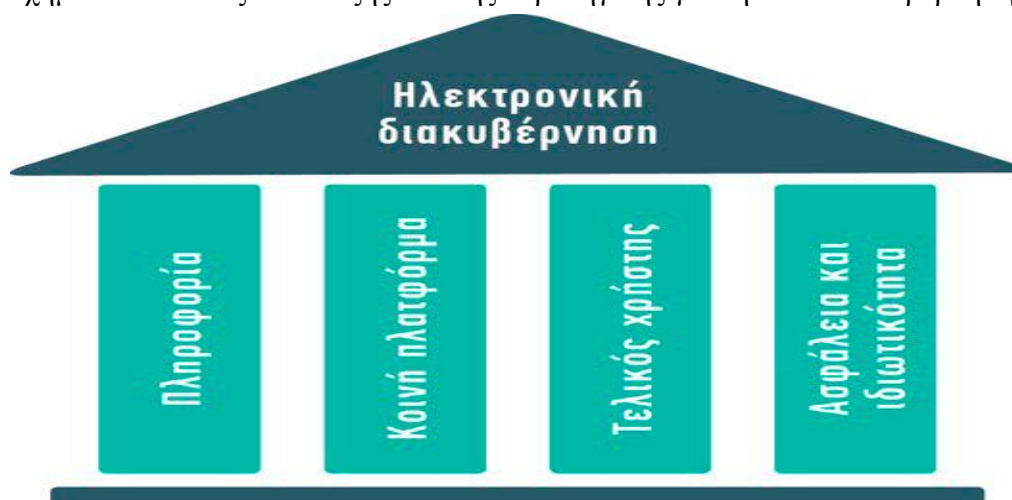 Ηλεκτρονική
διακυβέρνηση
Πληροφορία
Κοινή πλατφόρμα
Τελικός χρήστης
Ασφάλεια και
ιδιωτικότητα